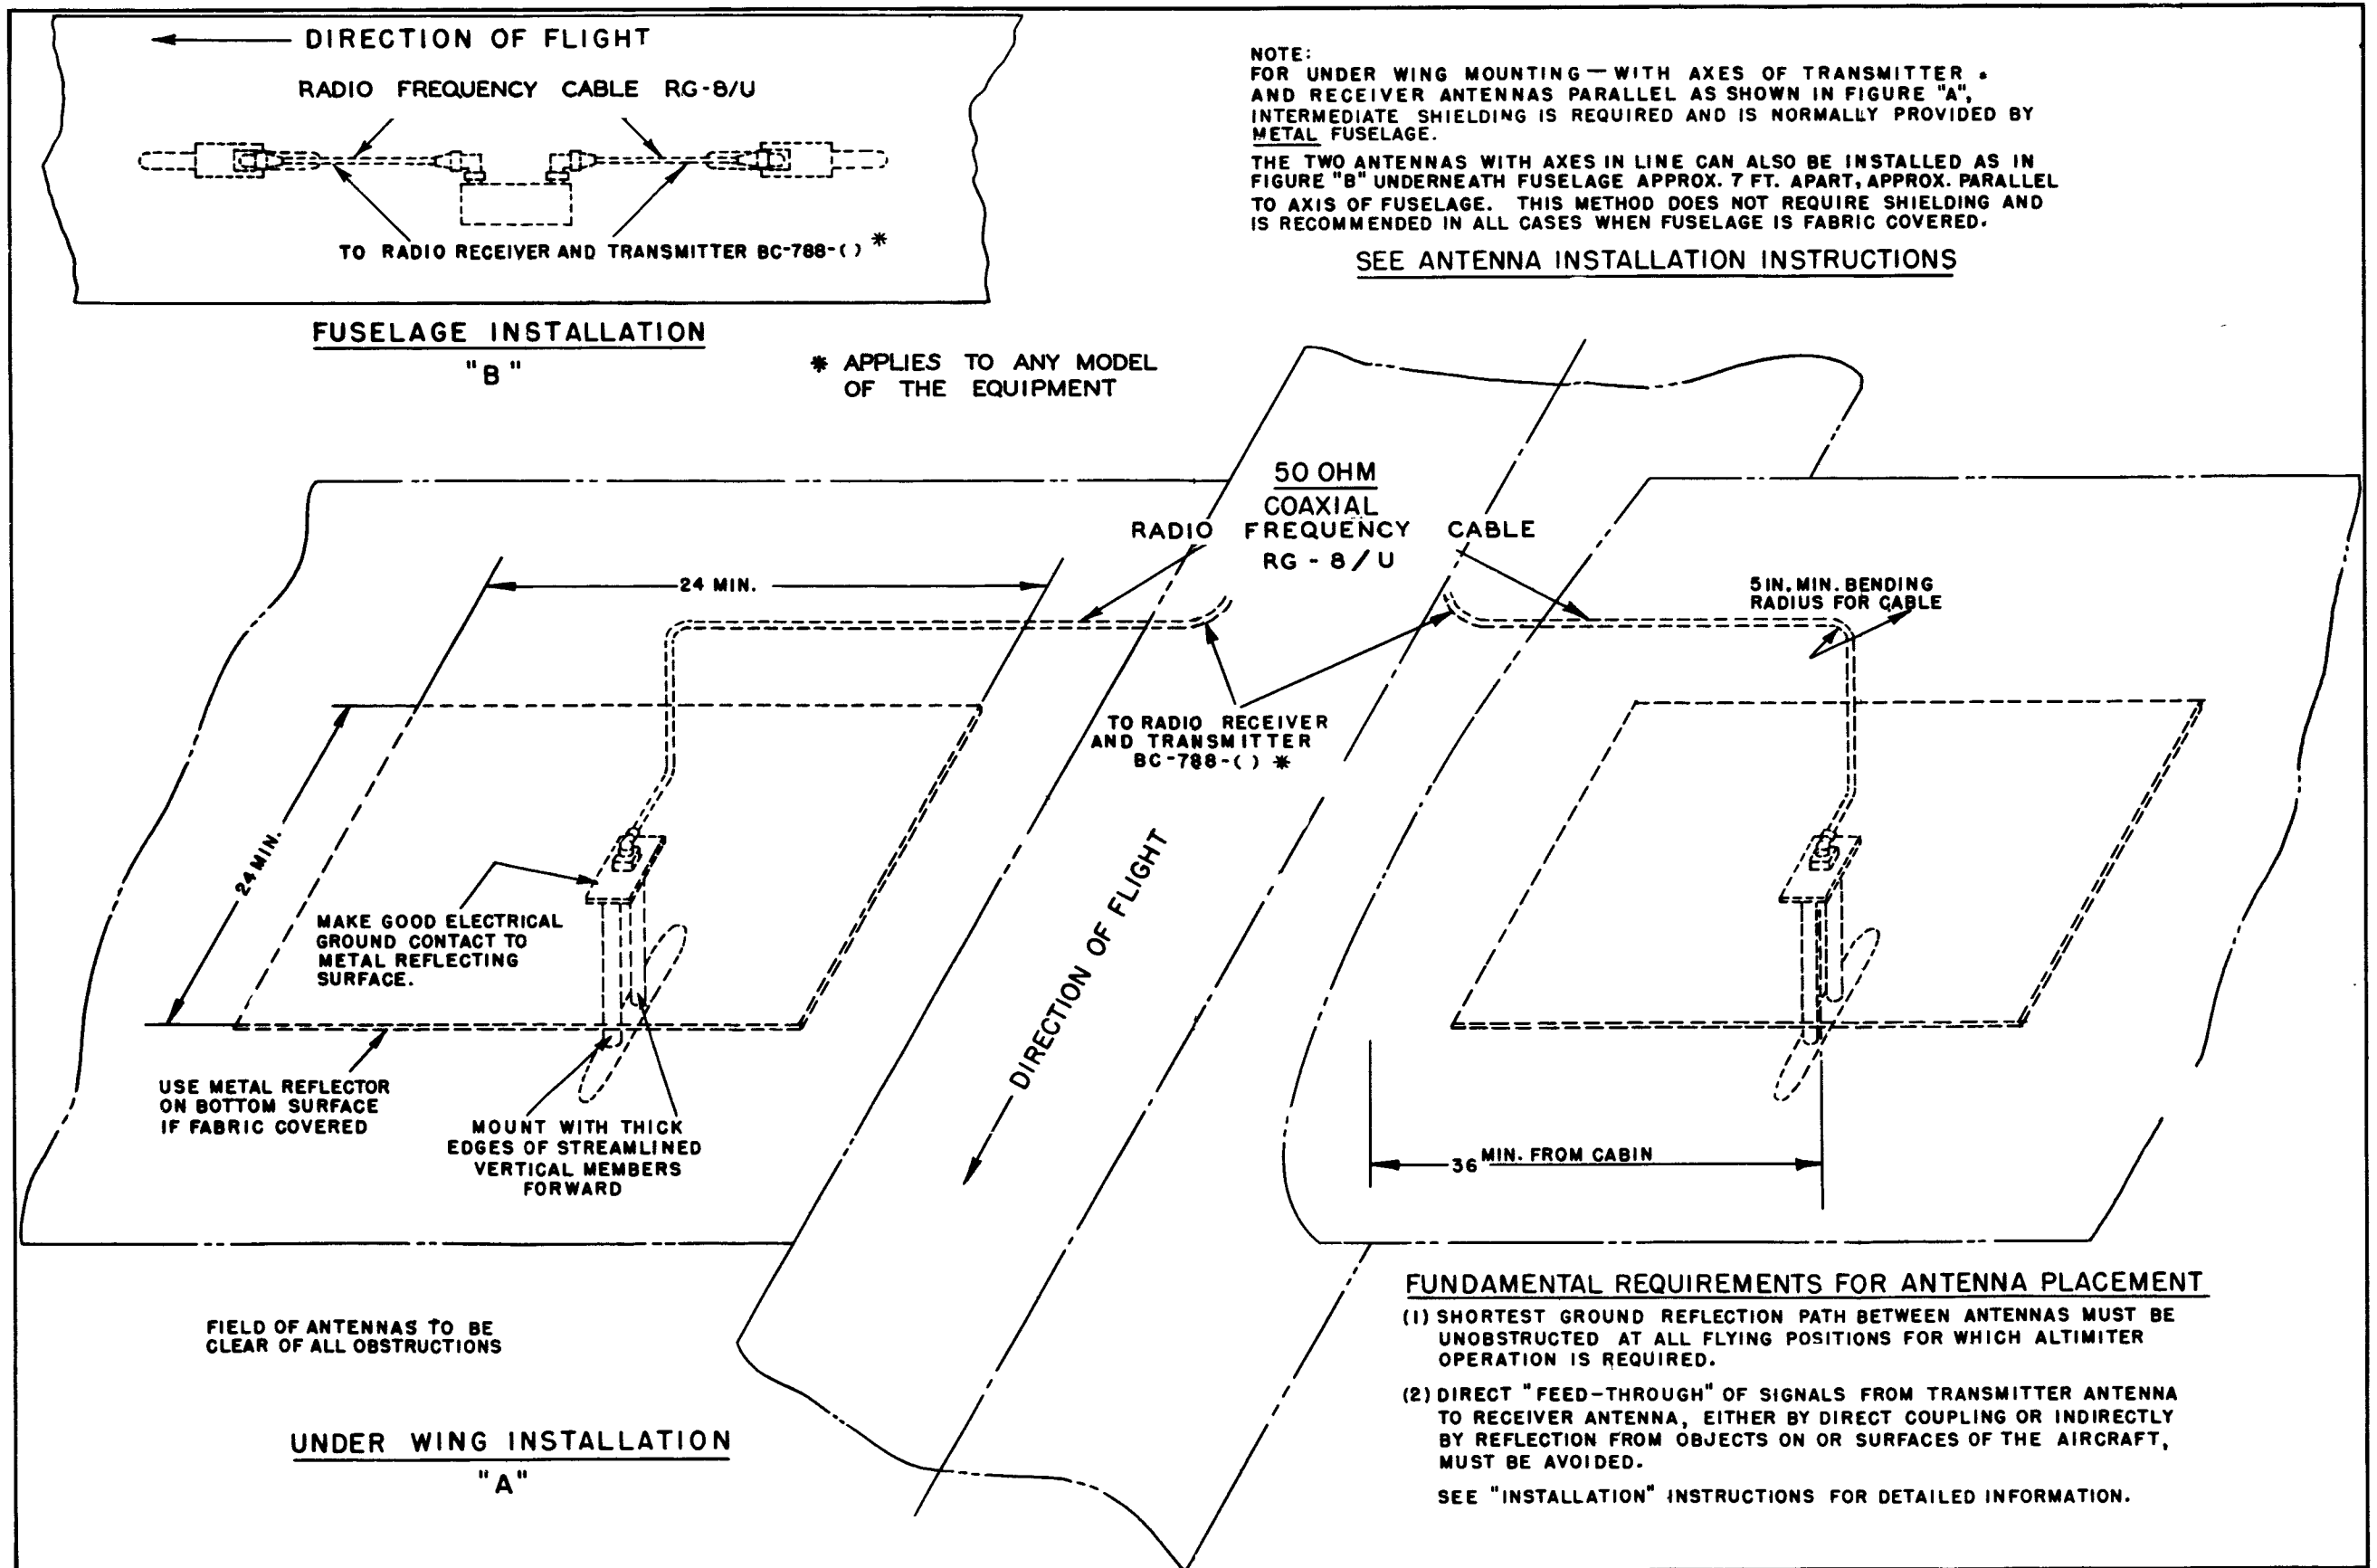 DIRECTION OF FLIGHT
RADIO FREQUENCY CABLE RG-8/U
TO RADIO RECEIVER AND TRANSMITTER BC-788-( ) *
FUSELAGE INSTALLATION
"B"
* APPLIES TO ANY MODEL
OF THE EQUIPMENT
NOTE:
FOR UNDER WING MOUNTING — WITH AXES OF TRANSMITTER
AND RECEIVER ANTENNAS PARALLEL AS SHOWN IN FIGURE "A",
INTERMEDIATE SHIELDING IS REQUIRED AND IS NORMALLY PROVIDED BY
METAL FUSELAGE.
THE TWO ANTENNAS WITH AXES IN LINE CAN ALSO BE INSTALLED AS IN
FIGURE "B" UNDERNEATH FUSELAGE APPROX. 7 FT. APART, APPROX. PARALLEL
TO AXIS OF FUSELAGE. THIS METHOD DOES NOT REQUIRE SHIELDING AND
IS RECOMMENDED IN ALL CASES WHEN FUSELAGE IS FABRIC COVERED.
SEE ANTENNA INSTALLATION INSTRUCTIONS
50 OHM
COAXIAL
RADIO FREQUENCY CABLE
RG - 8 / U
24 MIN.
5 IN. MIN. BENDING
RADIUS FOR CABLE
TO RADIO RECEIVER
AND TRANSMITTER
BC-788-( ) *
24 MIN.
MAKE GOOD ELECTRICAL
GROUND CONTACT TO
METAL REFLECTING
SURFACE.
DIRECTION OF FLIGHT
USE METAL REFLECTOR
ON BOTTOM SURFACE
IF FABRIC COVERED
MOUNT WITH THICK
EDGES OF STREAMLINED
VERTICAL MEMBERS
FORWARD
36 MIN. FROM CABIN
FIELD OF ANTENNAS TO BE
CLEAR OF ALL OBSTRUCTIONS
UNDER WING INSTALLATION
"A"
FUNDAMENTAL REQUIREMENTS FOR ANTENNA PLACEMENT
(1) SHORTEST GROUND REFLECTION PATH BETWEEN ANTENNAS MUST BE
UNOBSTRUCTED AT ALL FLYING POSITIONS FOR WHICH ALTIMITER
OPERATION IS REQUIRED.
(2) DIRECT "FEED-THROUGH" OF SIGNALS FROM TRANSMITTER ANTENNA
TO RECEIVER ANTENNA, EITHER BY DIRECT COUPLING OR INDIRECTLY
BY REFLECTION FROM OBJECTS ON OR SURFACES OF THE AIRCRAFT,
MUST BE AVOIDED.
SEE "INSTALLATION" INSTRUCTIONS FOR DETAILED INFORMATION.